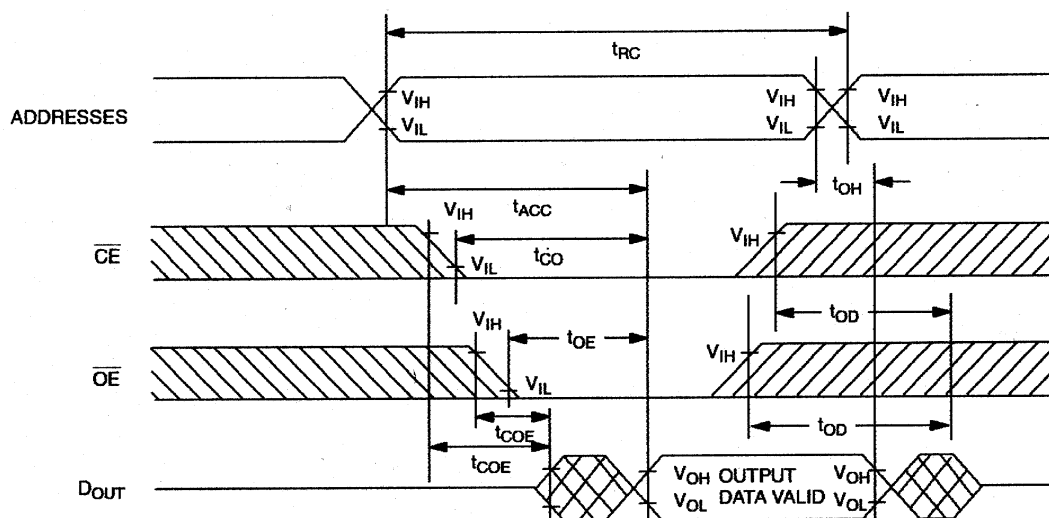 tRC
ADDRESSES
VIH
VIL
VIH
VIL
VIH
VIL
tOH
tACC
CE
VIH
VIL
tCO
VIH
tOD
OE
VIH
VIL
tOE
VIH
tOD
tCOE
tCOE
DOUT
VOH OUTPUT VOH
VOL DATA VALID VOL